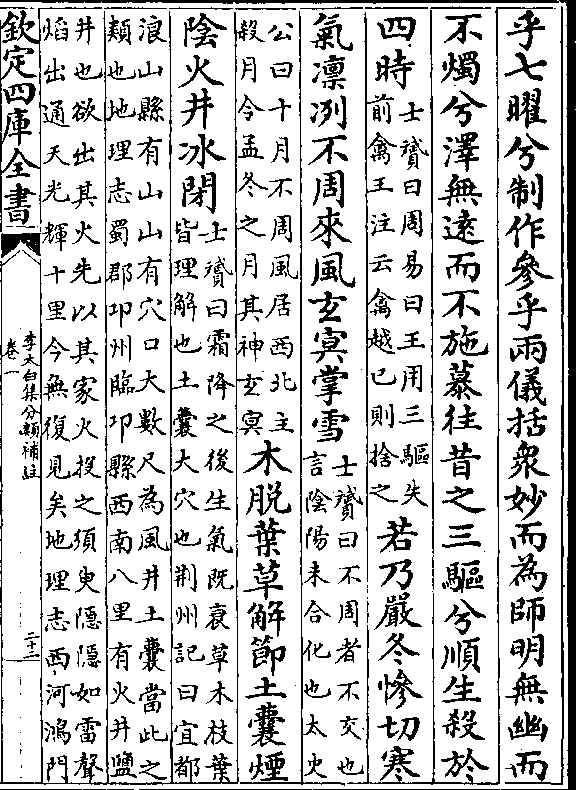 乎七曜兮制作參乎兩儀括衆妙而為師明無幽而
不燭兮澤無遠而不施慕往昔之三驅兮順生殺於
四時
士贇曰周易曰王用三驅失
前禽王注云禽越已則捨之
若乃嚴冬慘切寒
氣凛冽不周來風玄冥掌雪
士贇曰不周者不交也
言陰陽未合化也太史
公曰十月不周風居西北主
殺月令孟冬之月其神玄冥
木脱葉草解節土囊煙
陰火井冰閉
士贇曰霜降之後生氣既衰草木枝葉
皆理解也土囊大穴也荆州記曰宜都
浪山縣有山山有穴口大數尺為風井土囊當此之
類也地理志蜀郡卭州臨卭縣西南八里有火井鹽
井也欲出其火先以其家火投之須臾隱隱如雷聲
焰出通天光輝十里今無復見矣地理志西河鴻門
欽定四庫全書
李太白集分類補註
卷一
二十二